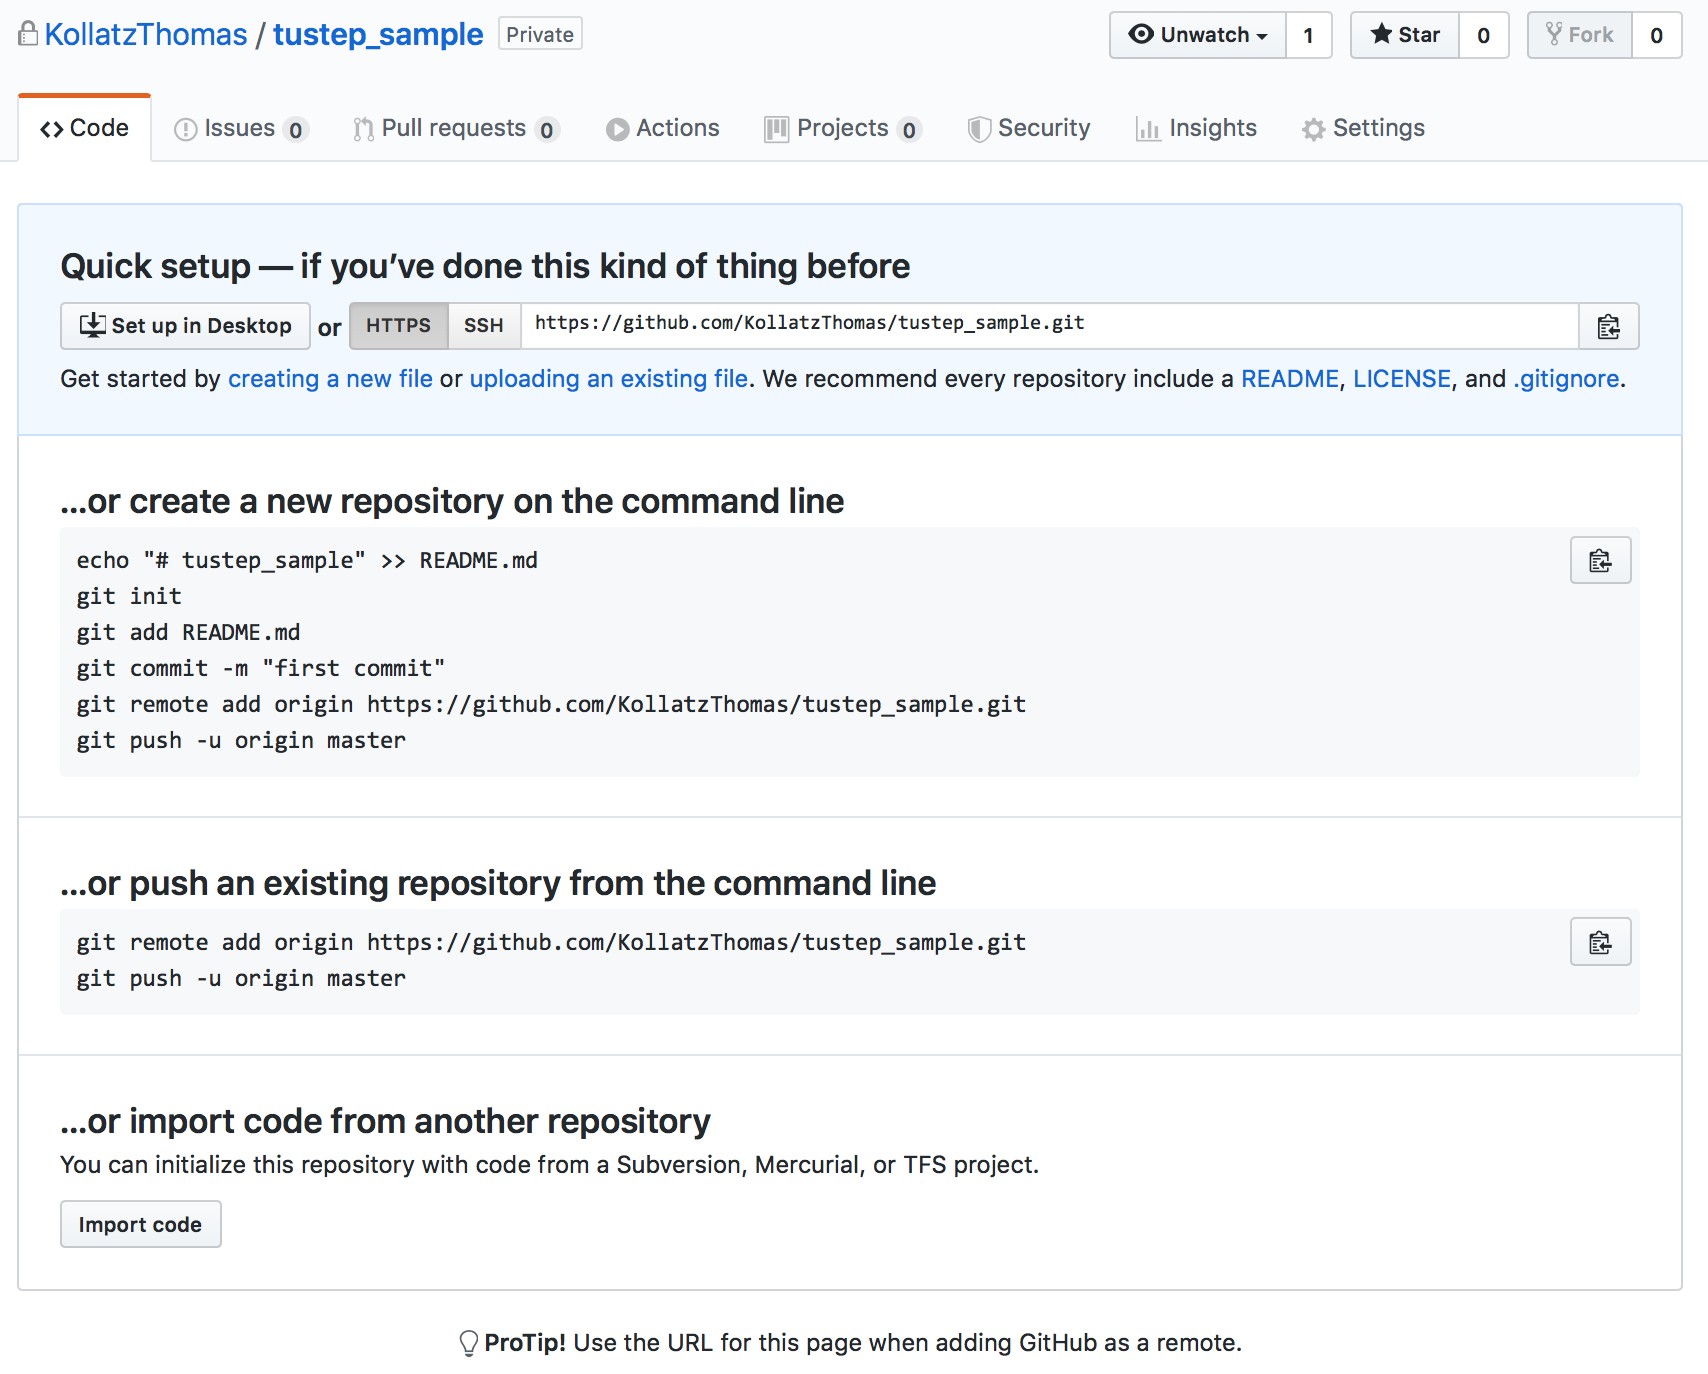 KollatzThomas / tustep_sample Private Unwatch 1 Star 0 Fork 0
Code Issues 0 Pull requests 0 Actions Projects 0 Security Insights Settings
Quick setup — if you’ve done this kind of thing before
Set up in Desktop or HTTPS SSH https://github.com/KollatzThomas/tustep_sample.git
Get started by creating a new file or uploading an existing file. We recommend every repository include a README, LICENSE, and .gitignore.
…or create a new repository on the command line
echo "# tustep_sample" >> README.md
git init
git add README.md
git commit -m "first commit"
git remote add origin https://github.com/KollatzThomas/tustep_sample.git
git push -u origin master
…or push an existing repository from the command line
git remote add origin https://github.com/KollatzThomas/tustep_sample.git
git push -u origin master
…or import code from another repository
You can initialize this repository with code from a Subversion, Mercurial, or TFS project.
Import code
ProTip! Use the URL for this page when adding GitHub as a remote.